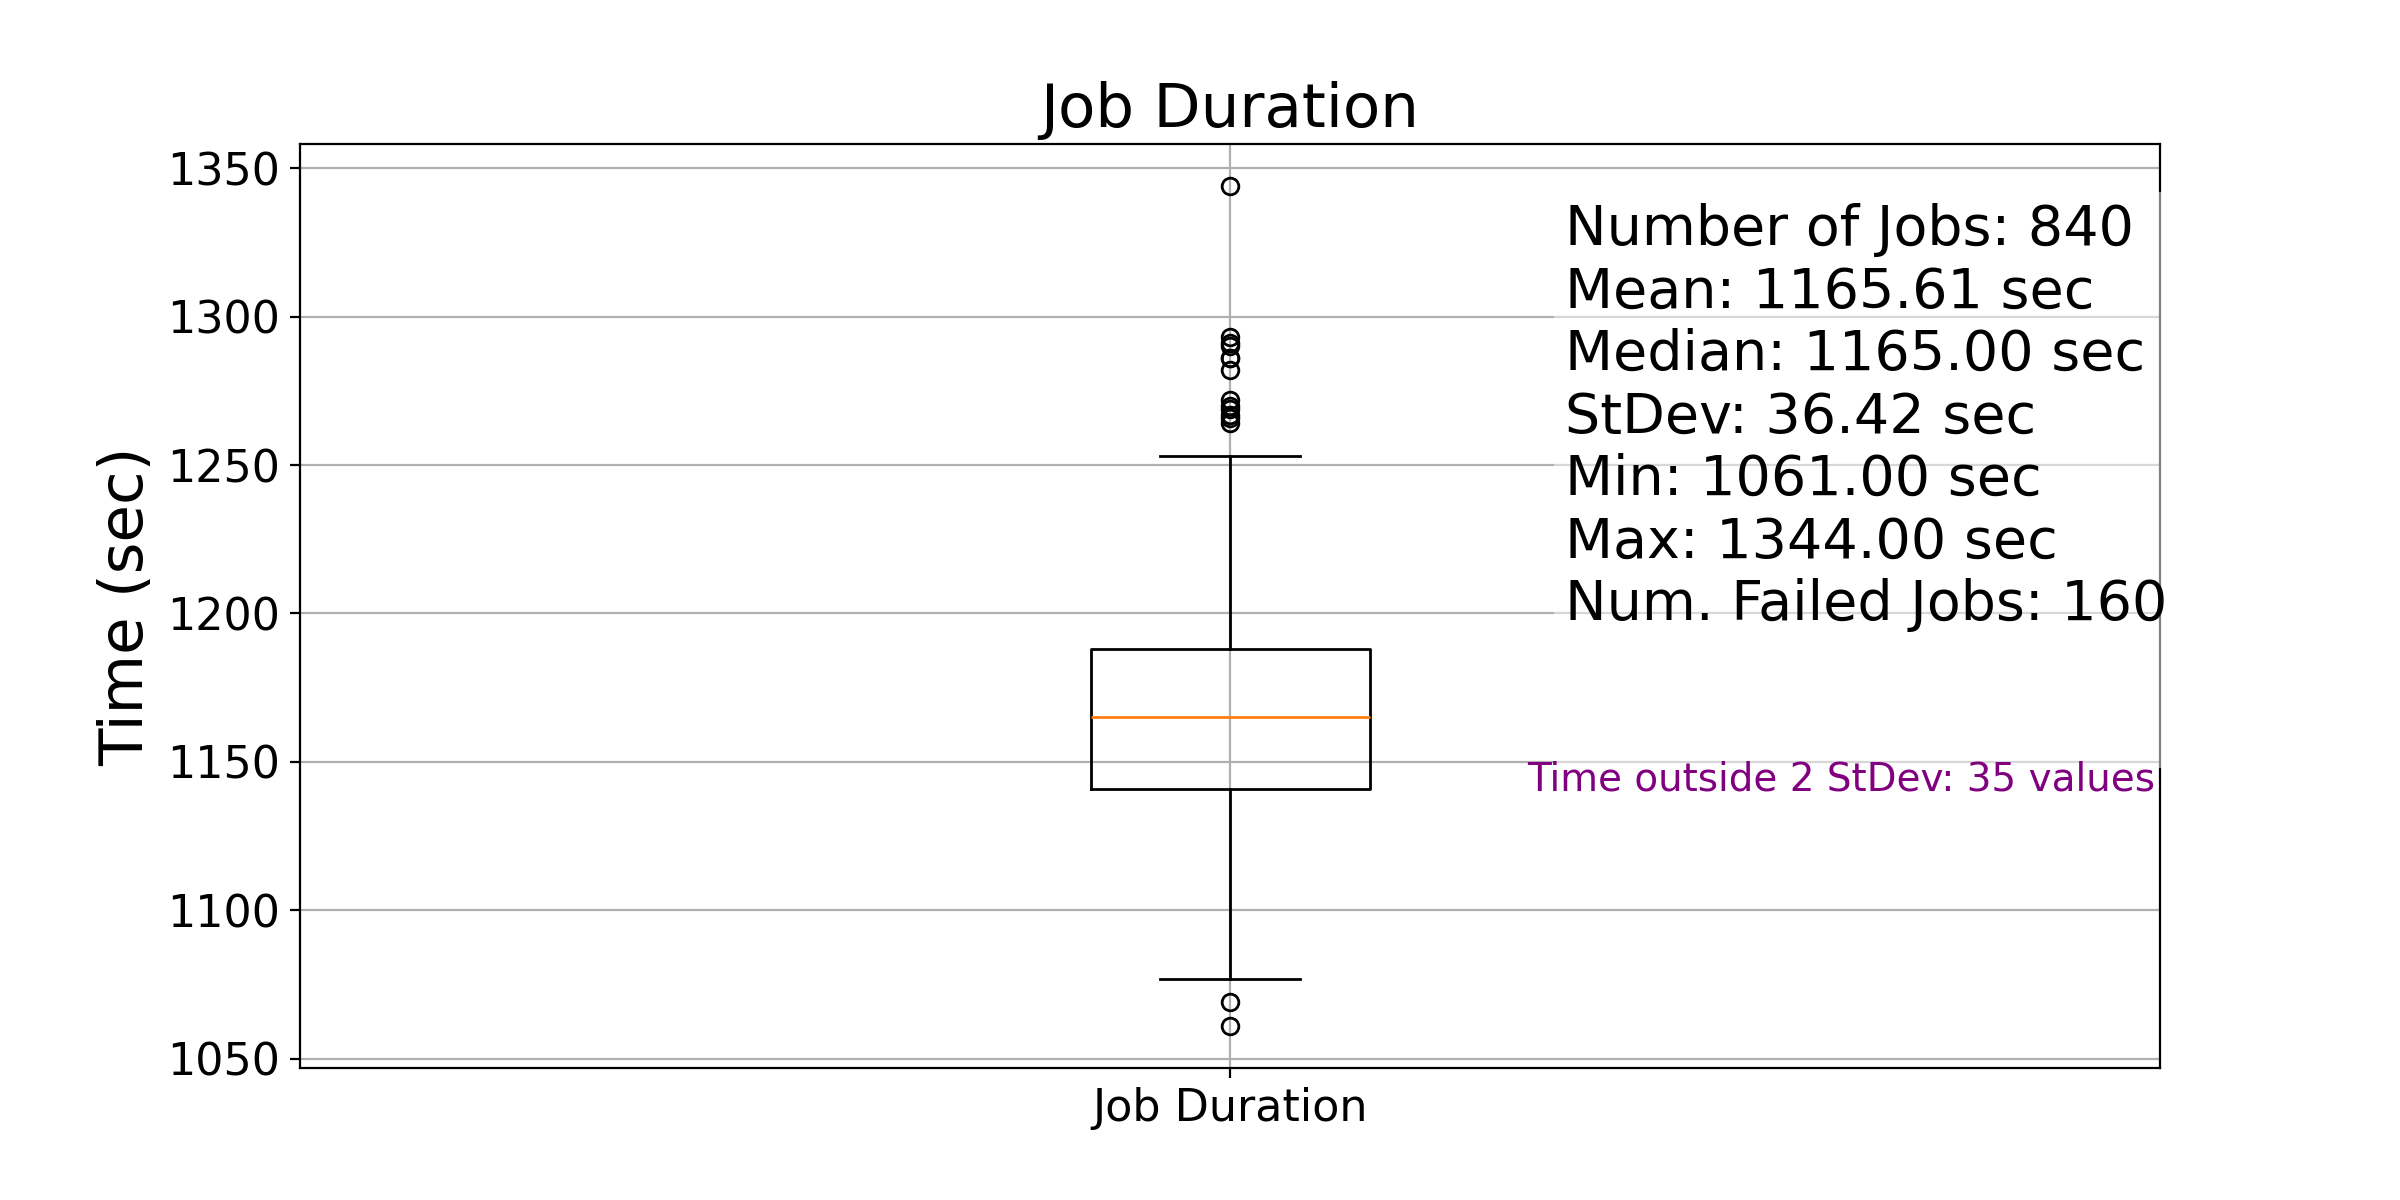 Job Duration
1350
1300
1250
1200
1150
1100
1050
Time (sec)
Number of Jobs: 840
Mean: 1165.61 sec
Median: 1165.00 sec
StDev: 36.42 sec
Min: 1061.00 sec
Max: 1344.00 sec
Num. Failed Jobs: 160
Time outside 2 StDev: 35 values
Job Duration